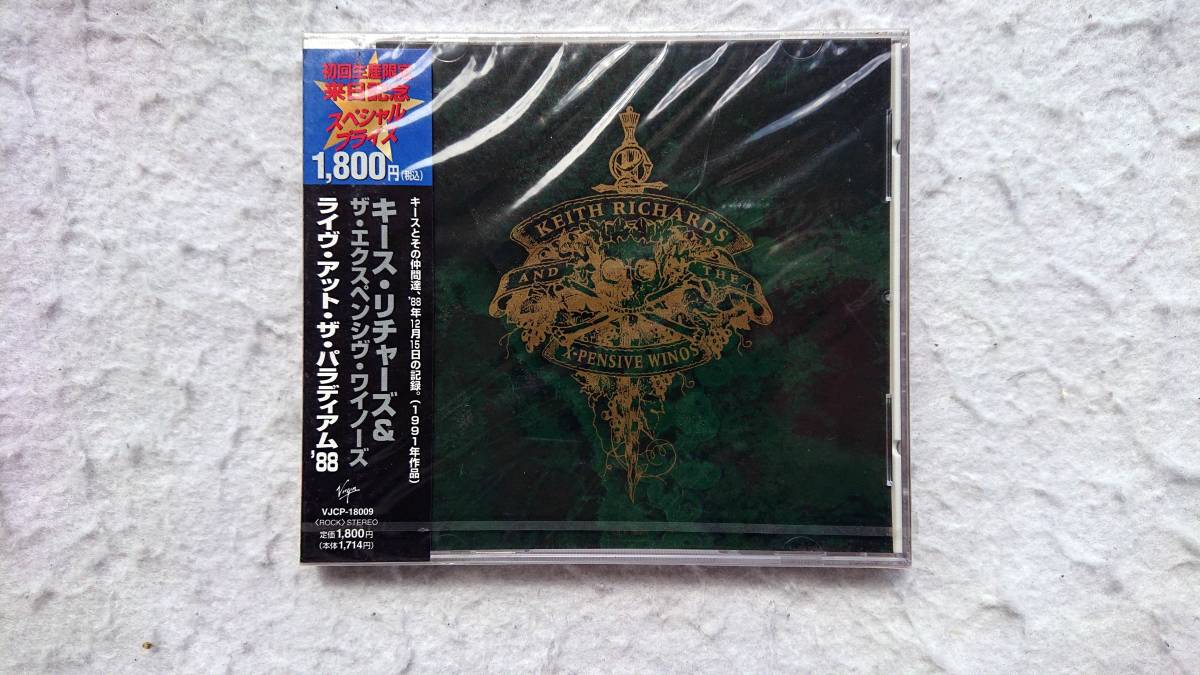 初回生産限定
来日記念
スペシャル
プライス
1,800円(税込)
キースとその仲間達、'88年12月15日の記録。(1991年作品)
キース・リチャーズ&
ザ・エクスペンシヴ・ワイノーズ
ライヴ・アット・ザ・パラディアム'88
Virgin
VJCP-18009
〈ROCK〉STEREO
定価1,800円
(本体1,714円)
KEITH RICHARDS
AND THE
X-PENSIVE WINOS